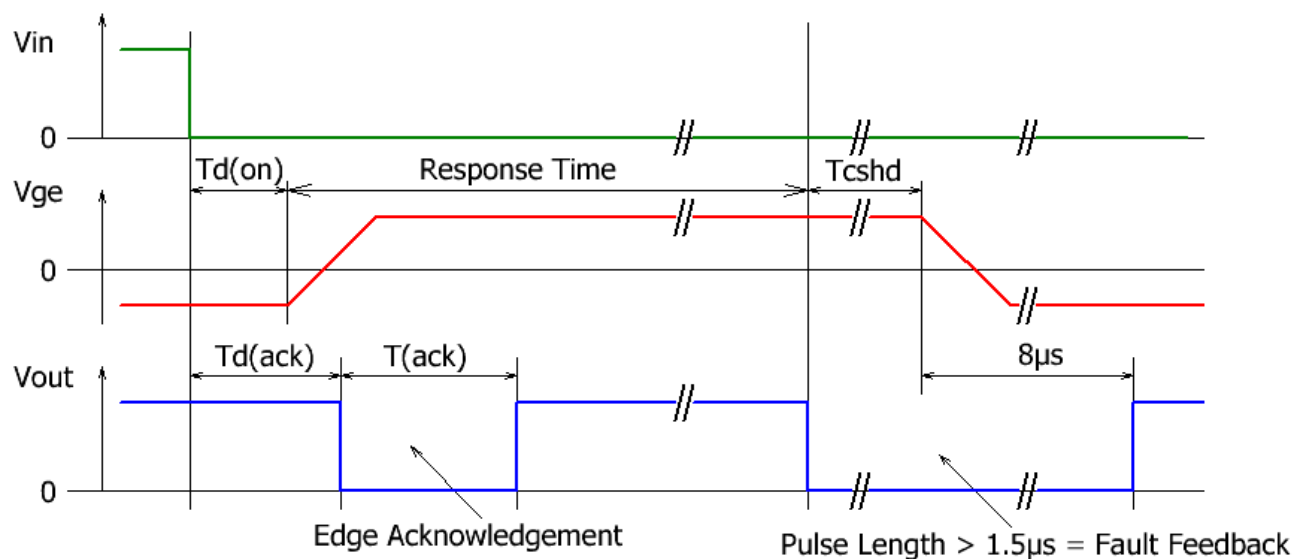 Vin
0
Td(on)
Response Time
Tcshd
Vge
0
Td(ack)
T(ack)
8µs
Vout
0
Edge Acknowledgement
Pulse Length > 1.5µs = Fault Feedback